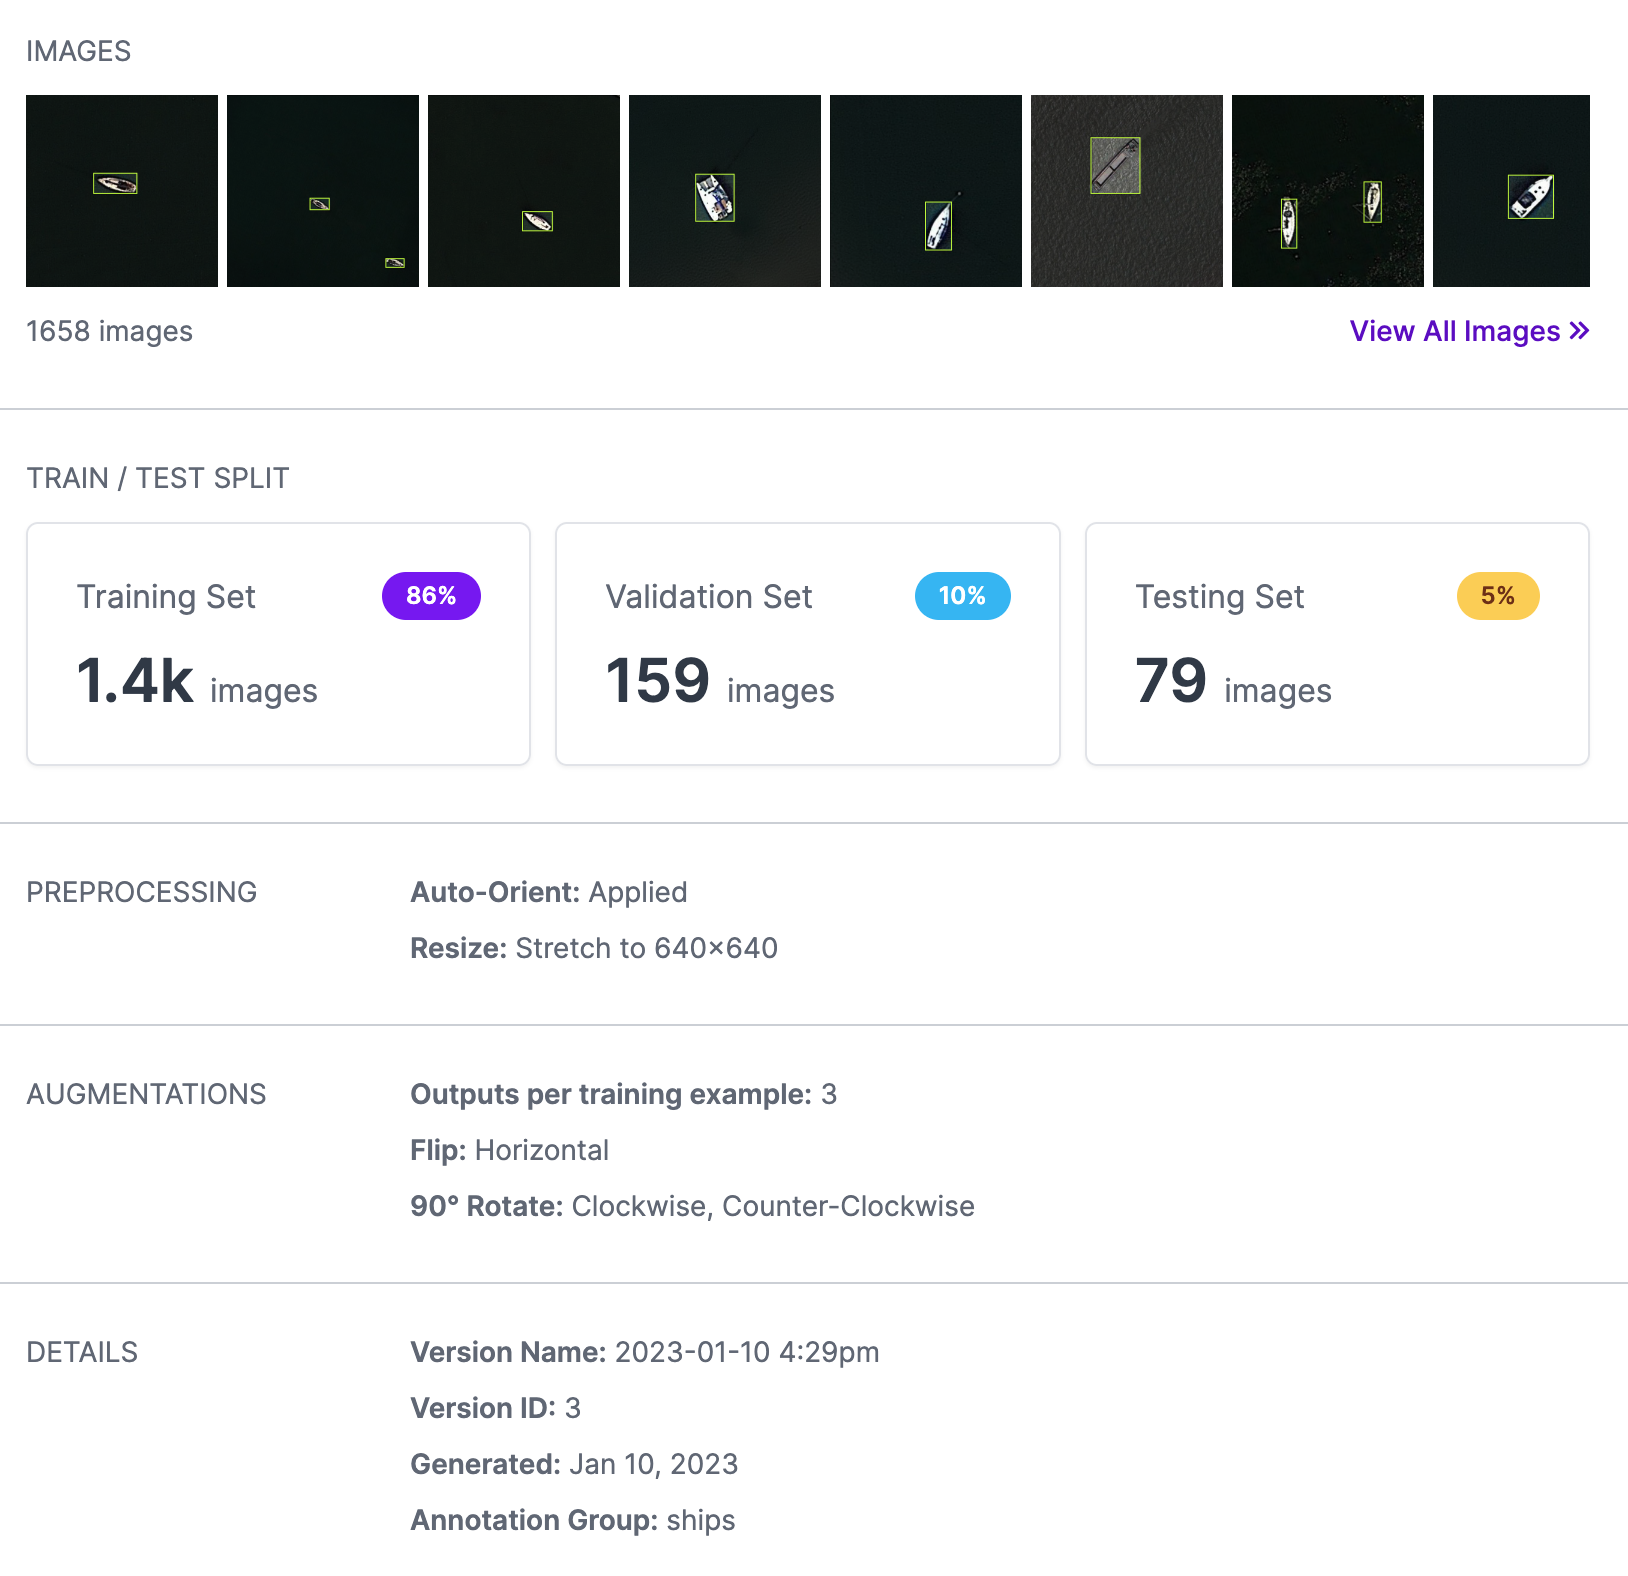 IMAGES
1658 images
View All Images »
TRAIN / TEST SPLIT
Training Set 86%
1.4k images
Validation Set 10%
159 images
Testing Set 5%
79 images
PREPROCESSING
Auto-Orient: Applied
Resize: Stretch to 640×640
AUGMENTATIONS
Outputs per training example: 3
Flip: Horizontal
90° Rotate: Clockwise, Counter-Clockwise
DETAILS
Version Name: 2023-01-10 4:29pm
Version ID: 3
Generated: Jan 10, 2023
Annotation Group: ships